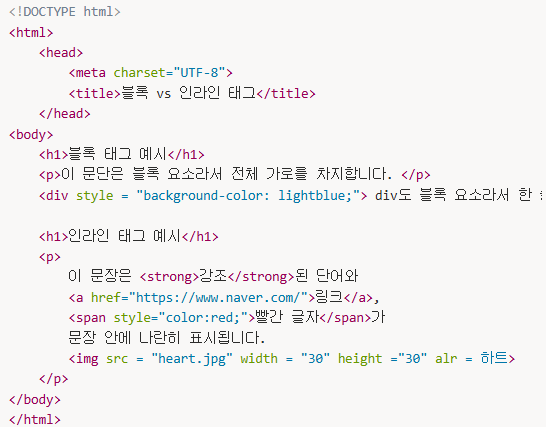 <!DOCTYPE html>
<html>
<head>
<meta charset="UTF-8">
<title>블록 vs 인라인 태그</title>
</head>
<body>
<h1>블록 태그 예시</h1>
<p>이 문단은 블록 요소라서 전체 가로를 차지합니다. </p>
<div style = "background-color: lightblue;"> div도 블록 요소라서 한
<h1>인라인 태그 예시</h1>
<p>
이 문장은 <strong>강조</strong>된 단어와
<a href="https://www.naver.com/">링크</a>,
<span style="color:red;">빨간 글자</span>가
문장 안에 나란히 표시됩니다.
<img src = "heart.jpg" width = "30" height ="30" alr = 하트>
</p>
</body>
</html>